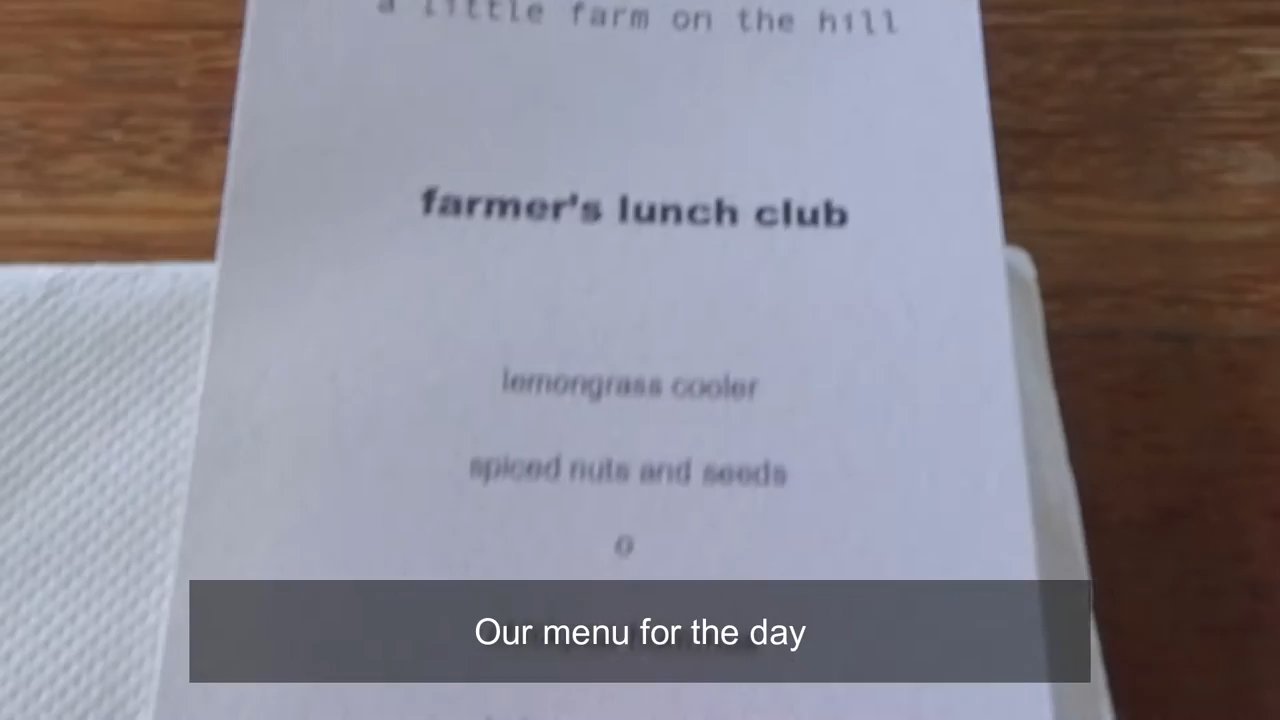 a little farm on the hill
farmer's lunch club
lemongrass cooler
spiced nuts and seeds
o
Our menu for the day